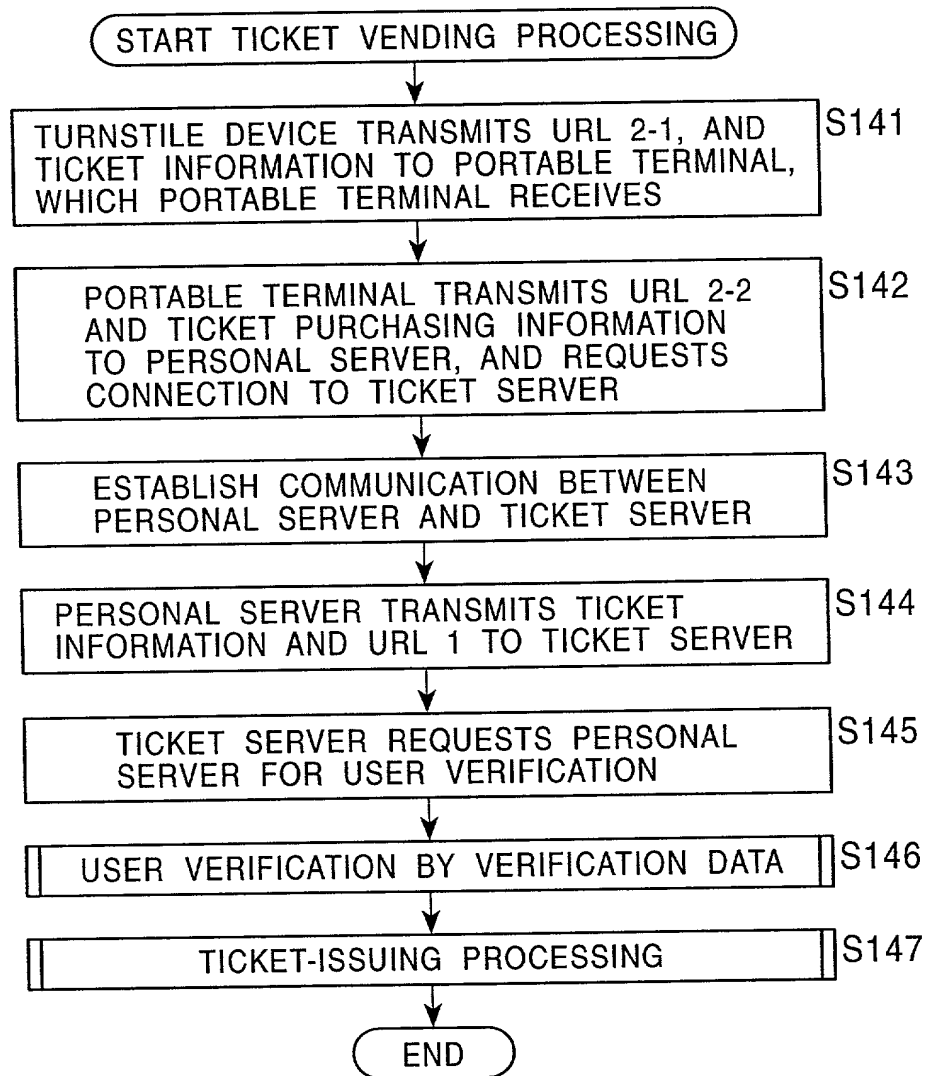 START TICKET VENDING PROCESSING
TURNSTILE DEVICE TRANSMITS URL 2-1, AND
TICKET INFORMATION TO PORTABLE TERMINAL,
WHICH PORTABLE TERMINAL RECEIVES
S141
PORTABLE TERMINAL TRANSMITS URL 2-2
AND TICKET PURCHASING INFORMATION
TO PERSONAL SERVER, AND REQUESTS
CONNECTION TO TICKET SERVER
S142
ESTABLISH COMMUNICATION BETWEEN
PERSONAL SERVER AND TICKET SERVER
S143
PERSONAL SERVER TRANSMITS TICKET
INFORMATION AND URL 1 TO TICKET SERVER
S144
TICKET SERVER REQUESTS PERSONAL
SERVER FOR USER VERIFICATION
S145
USER VERIFICATION BY VERIFICATION DATA
S146
TICKET-ISSUING PROCESSING
S147
END